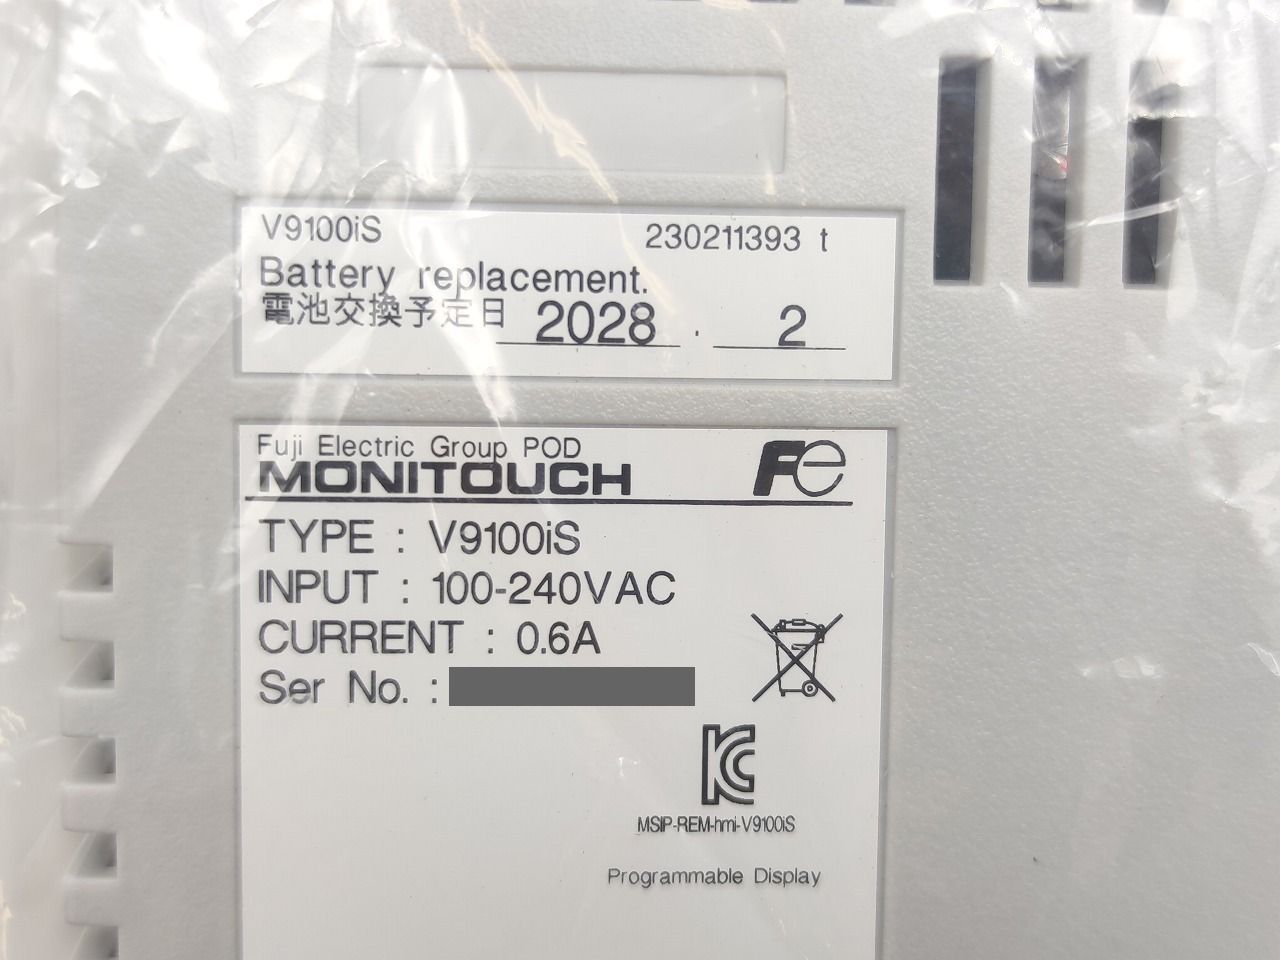 V9100iS 230211393 t
Battery replacement.
電池交換予定日 2028 . 2
Fuji Electric Group POD
MONITOUCH Fe
TYPE : V9100iS
INPUT : 100-240VAC
CURRENT : 0.6A
Ser No. :
KC
MSIP-REM-hmi-V9100iS
Programmable Display